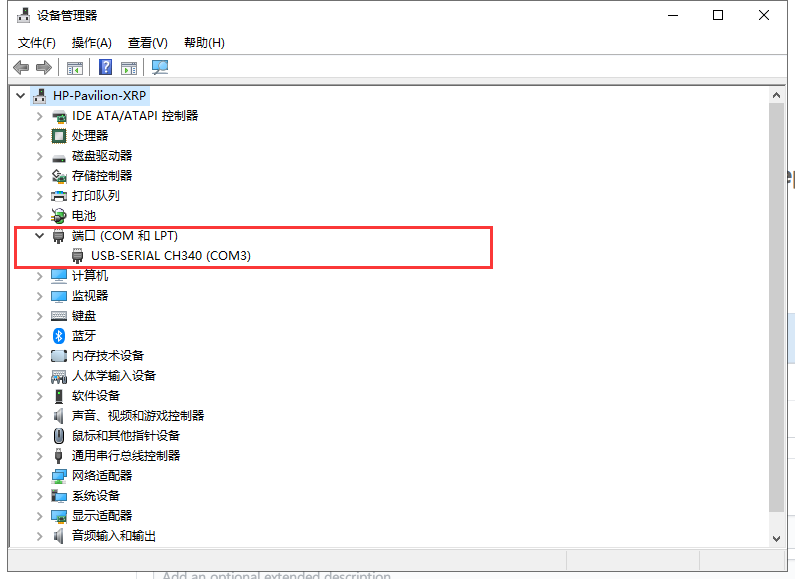 设备管理器
文件(F) 操作(A) 查看(V) 帮助(H)
HP-Pavilion-XRP
IDE ATA/ATAPI 控制器
处理器
磁盘驱动器
存储控制器
打印队列
电池
端口 (COM 和 LPT)
USB-SERIAL CH340 (COM3)
计算机
监视器
键盘
蓝牙
内存技术设备
人体学输入设备
软件设备
声音、视频和游戏控制器
鼠标和其他指针设备
通用串行总线控制器
网络适配器
系统设备
显示适配器
音频输入和输出
Add an optional extended description